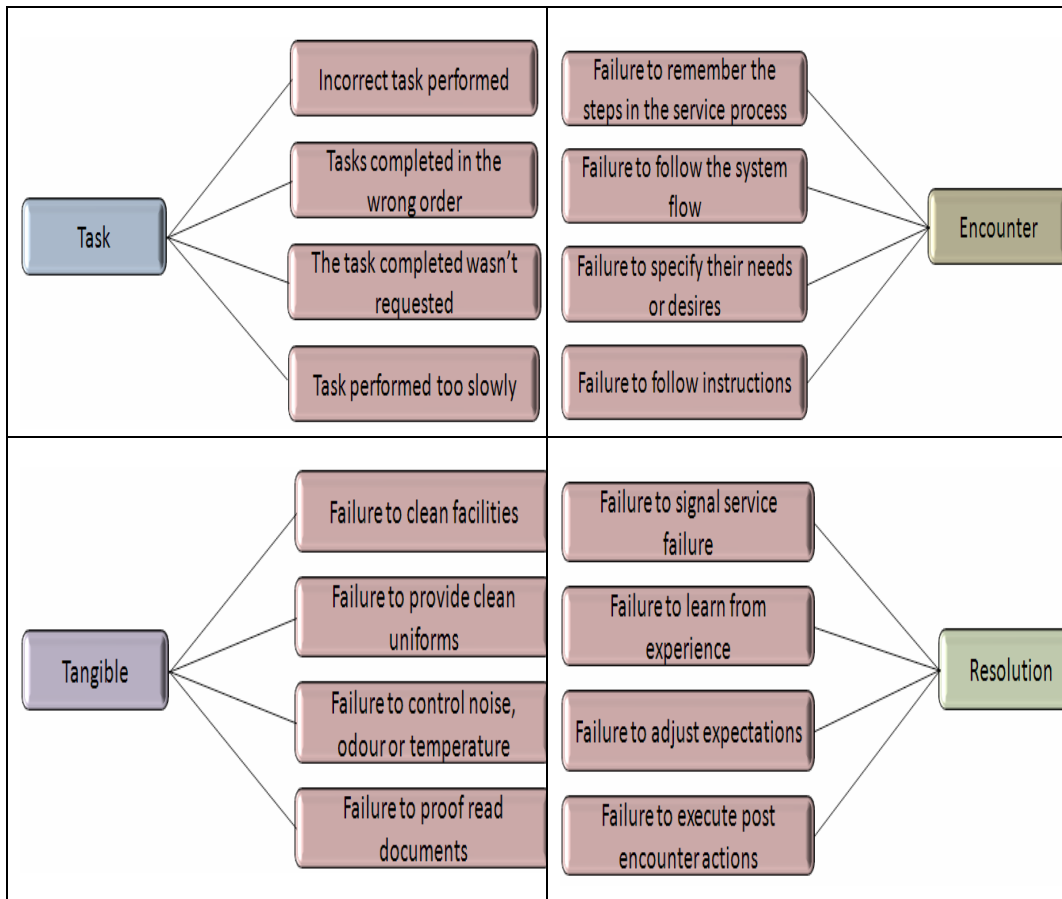 Task
Incorrect task performed
Tasks completed in the
wrong order
The task completed wasn't
requested
Task performed too slowly
Failure to remember the
steps in the service process
Failure to follow the system
flow
Failure to specify their needs
or desires
Failure to follow instructions
Encounter
Tangible
Failure to clean facilities
Failure to provide clean
uniforms
Failure to control noise,
odour or temperature
Failure to proof read
documents
Failure to signal service
failure
Failure to learn from
experience
Failure to adjust expectations
Failure to execute post
encounter actions
Resolution